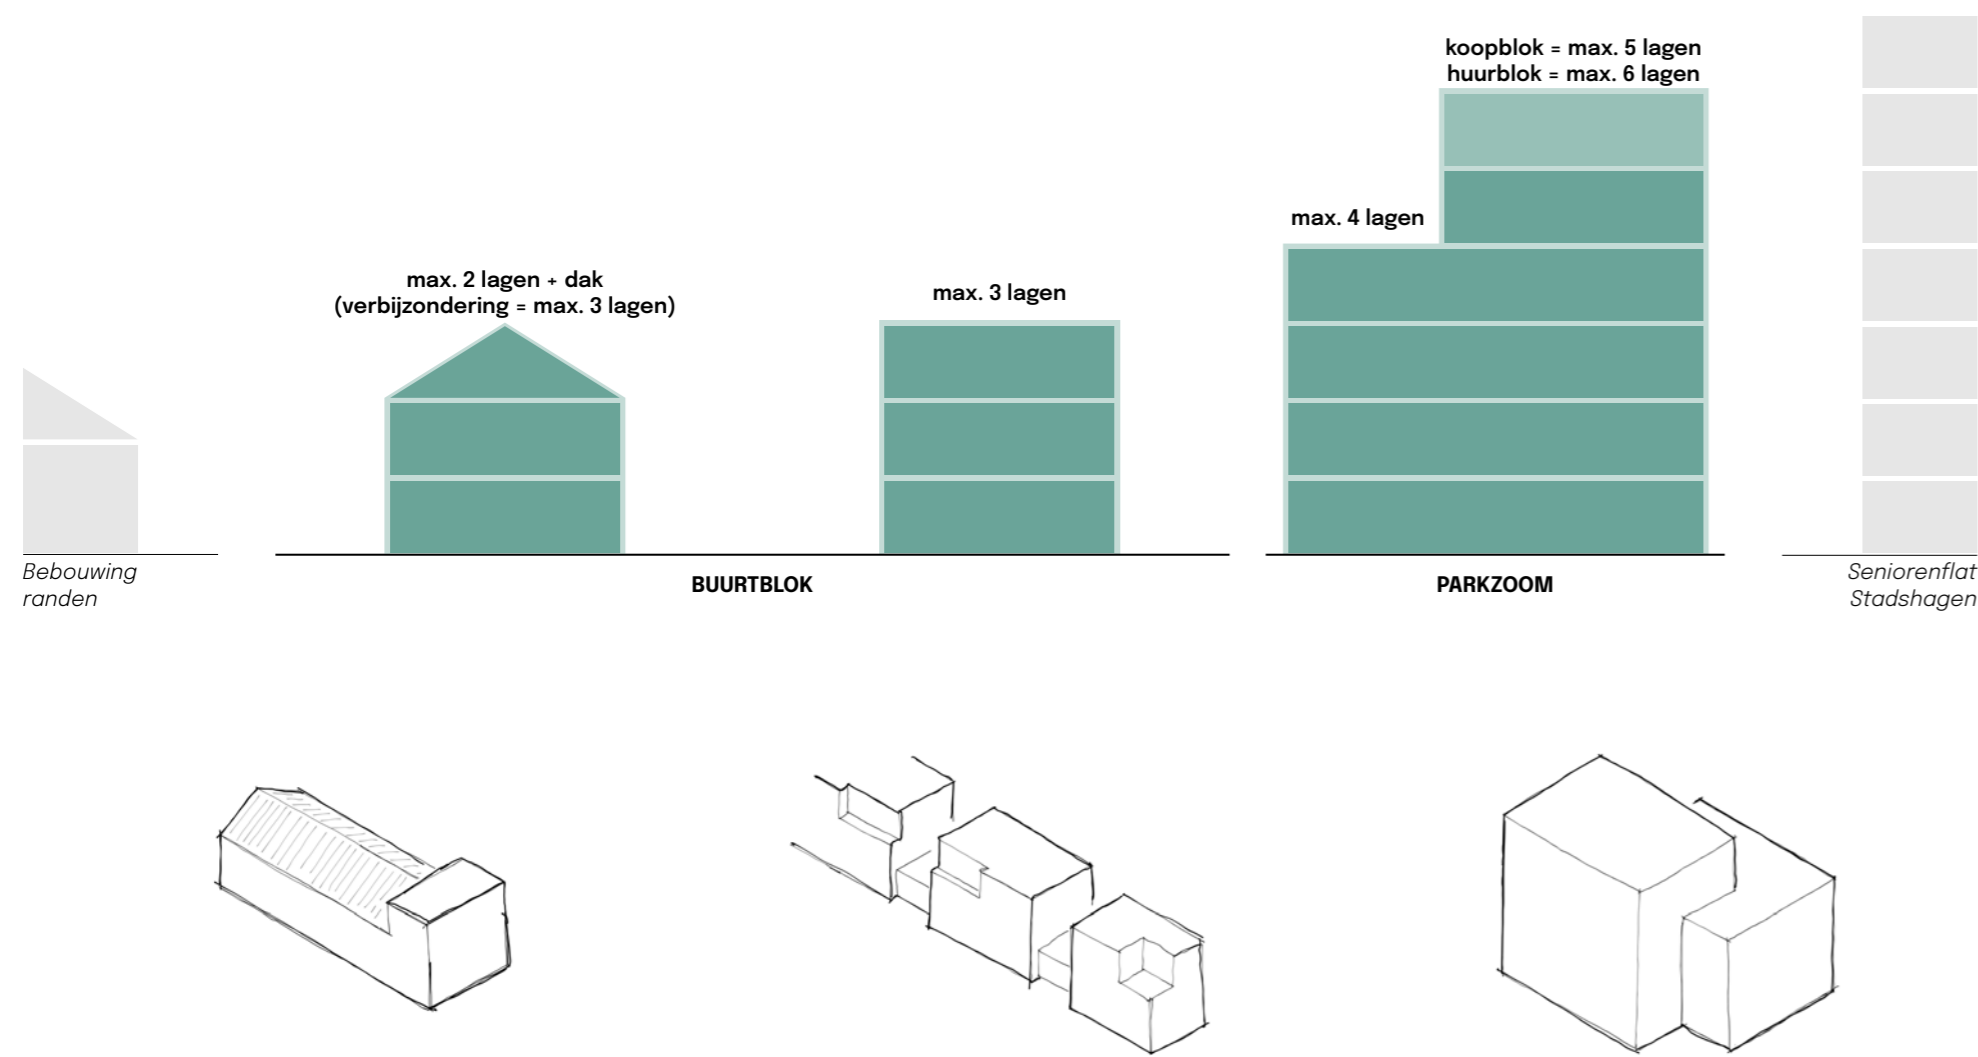 koopblok = max. 5 lagen
huurblok = max. 6 lagen
max. 4 lagen
max. 2 lagen + dak
(verbijzondering = max. 3 lagen)
max. 3 lagen
Bebouwing
randen
BUURTBLOK
PARKZOOM
Seniorenflat
Stadshagen